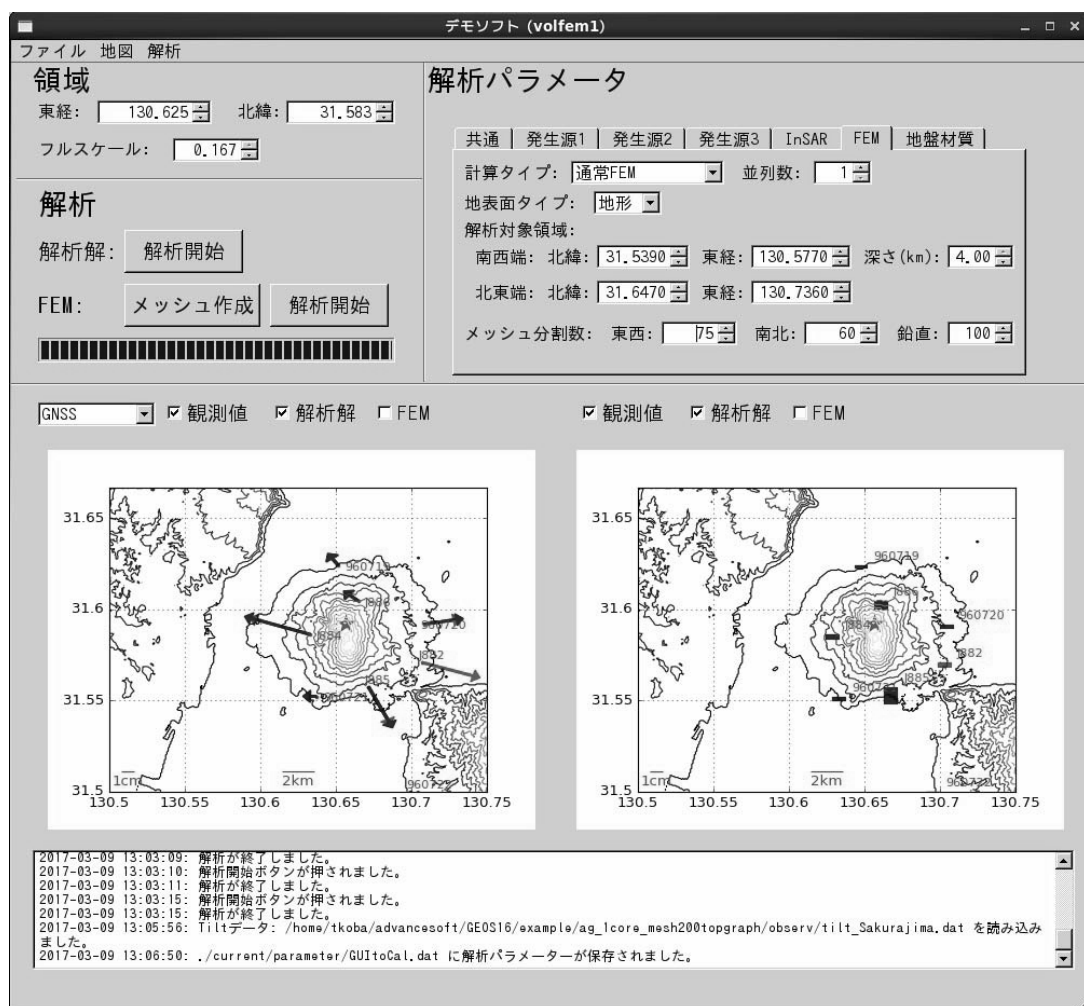 デモソフト (volfem1)
ファイル 地図 解析
領域
東経: 130.625 北緯: 31.583
フルスケール: 0.167
解析
解析解: 解析開始
FEM: メッシュ作成 解析開始
解析パラメータ
共通 発生源1 発生源2 発生源3 InSAR FEM 地盤材質
計算タイプ: 通常FEM 並列数: 1
地表面タイプ: 地形
解析対象領域:
南西端: 北緯: 31.5390 東経: 130.5770 深さ(km): 4.00
北東端: 北緯: 31.6470 東経: 130.7360
メッシュ分割数: 東西: 75 南北: 60 鉛直: 100
GNSS 観測値 解析解 FEM
観測値 解析解 FEM
31.65
960719
J886
31.6
960720
J884
J882
31.55
J885
960721
1cm
2km
960722
31.5
130.5 130.55 130.6 130.65 130.7 130.75
31.65
960719
J886
31.6
960720
J884
J882
31.55
J885
1cm
2km
31.5
130.5 130.55 130.6 130.65 130.7 130.75
2017-03-09 13:03:09: 解析が終了しました。
2017-03-09 13:03:10: 解析開始ボタンが押されました。
2017-03-09 13:03:11: 解析が終了しました。
2017-03-09 13:03:15: 解析開始ボタンが押されました。
2017-03-09 13:03:15: 解析が終了しました。
2017-03-09 13:05:56: Tiltデータ: /home/tkoba/advancesoft/GEOS16/example/ag_1core_mesh200topgraph/observ/tilt_Sakurajima.dat を読み込み
ました。
2017-03-09 13:06:50: ./current/parameter/GUItoCal.dat に解析パラメーターが保存されました。